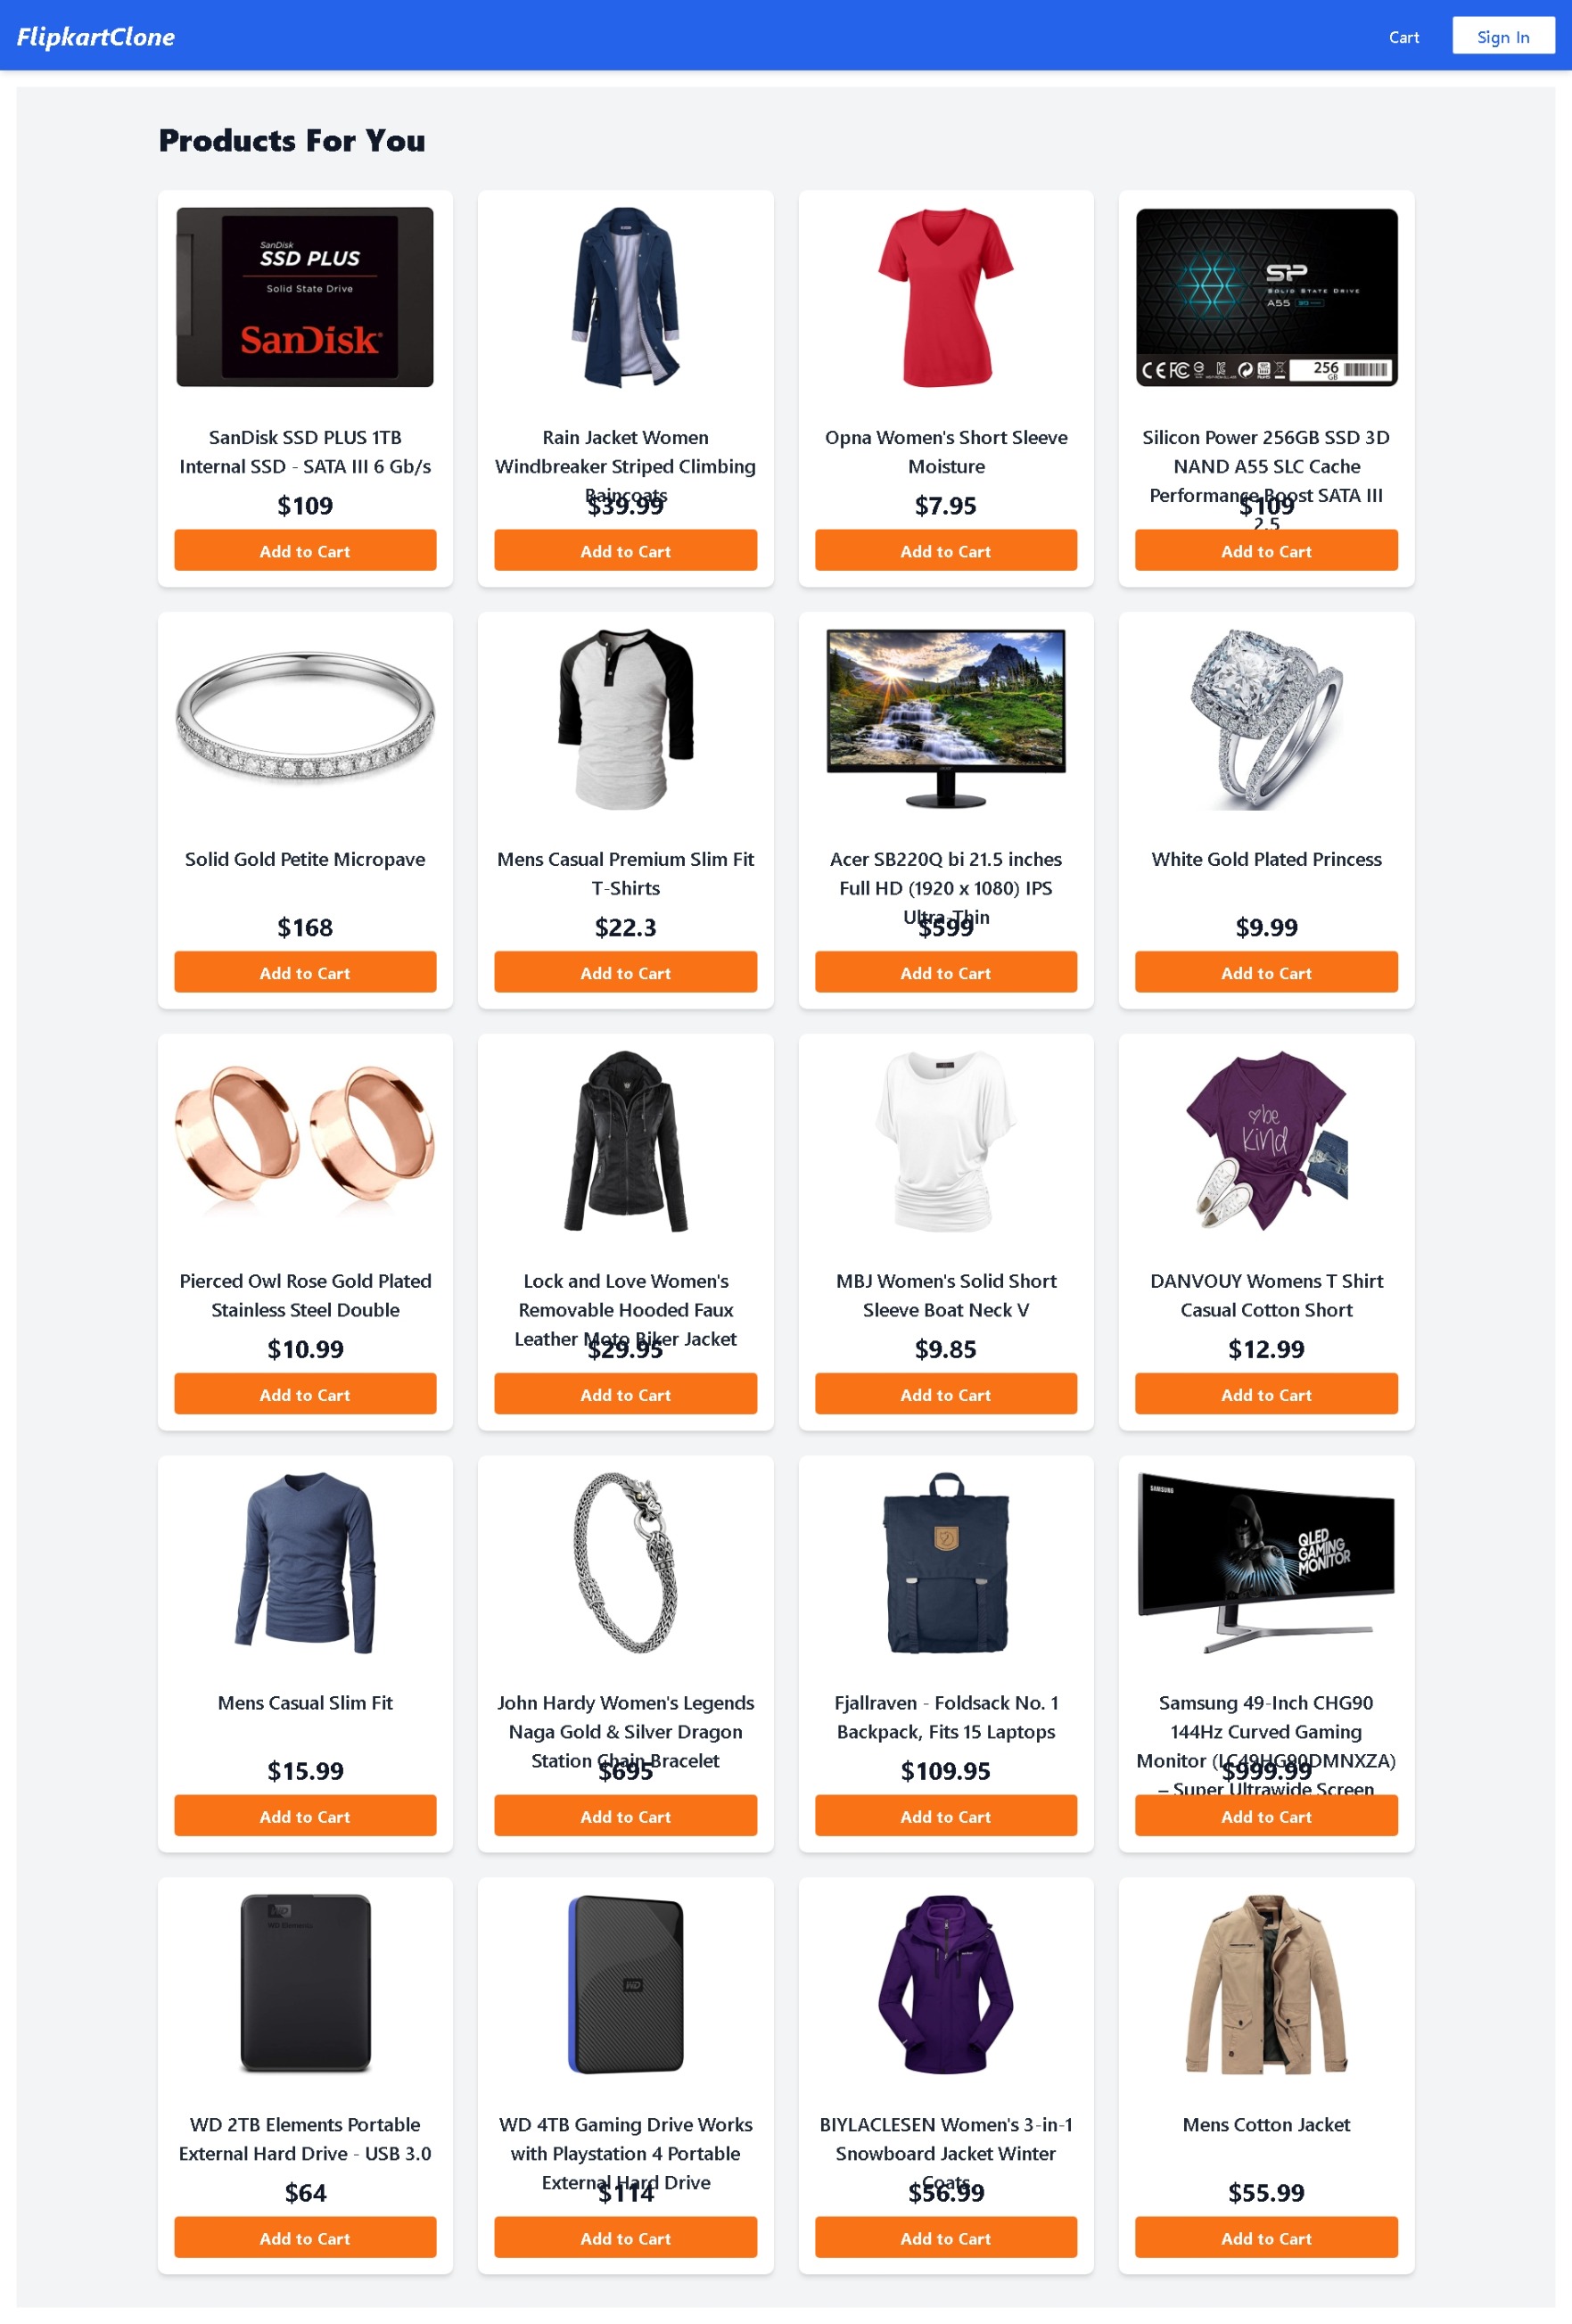 FlipkartClone
Cart
Sign In
Products For You
SanDisk
SSD PLUS
Solid State Drive
SanDisk
SanDisk SSD PLUS 1TB
Internal SSD - SATA III 6 Gb/s
$109
Add to Cart
Rain Jacket Women
Windbreaker Striped Climbing
Raincoats
$39.99
Add to Cart
Opna Women's Short Sleeve
Moisture
$7.95
Add to Cart
SP
SOLID STATE DRIVE
A55
256
GB
Silicon Power 256GB SSD 3D
NAND A55 SLC Cache
Performance Boost SATA III
2.5
$109
Add to Cart
Solid Gold Petite Micropave
$168
Add to Cart
Mens Casual Premium Slim Fit
T-Shirts
$22.3
Add to Cart
Acer SB220Q bi 21.5 inches
Full HD (1920 x 1080) IPS
Ultra-Thin
$599
Add to Cart
White Gold Plated Princess
$9.99
Add to Cart
Pierced Owl Rose Gold Plated
Stainless Steel Double
$10.99
Add to Cart
Lock and Love Women's
Removable Hooded Faux
Leather Moto Biker Jacket
$29.95
Add to Cart
MBJ Women's Solid Short
Sleeve Boat Neck V
$9.85
Add to Cart
be
kind
DANVOUY Womens T Shirt
Casual Cotton Short
$12.99
Add to Cart
Mens Casual Slim Fit
$15.99
Add to Cart
John Hardy Women's Legends
Naga Gold & Silver Dragon
Station Chain Bracelet
$695
Add to Cart
Fjallraven - Foldsack No. 1
Backpack, Fits 15 Laptops
$109.95
Add to Cart
SAMSUNG
QLED
GAMING
MONITOR
Samsung 49-Inch CHG90
144Hz Curved Gaming
Monitor (LC49HG90DMNXZA)
– Super Ultrawide Screen
$999.99
Add to Cart
WD
WD Elements
WD 2TB Elements Portable
External Hard Drive - USB 3.0
$64
Add to Cart
WD
WD 4TB Gaming Drive Works
with Playstation 4 Portable
External Hard Drive
$114
Add to Cart
BIYLACLESEN Women's 3-in-1
Snowboard Jacket Winter
Coats
$56.99
Add to Cart
Mens Cotton Jacket
$55.99
Add to Cart